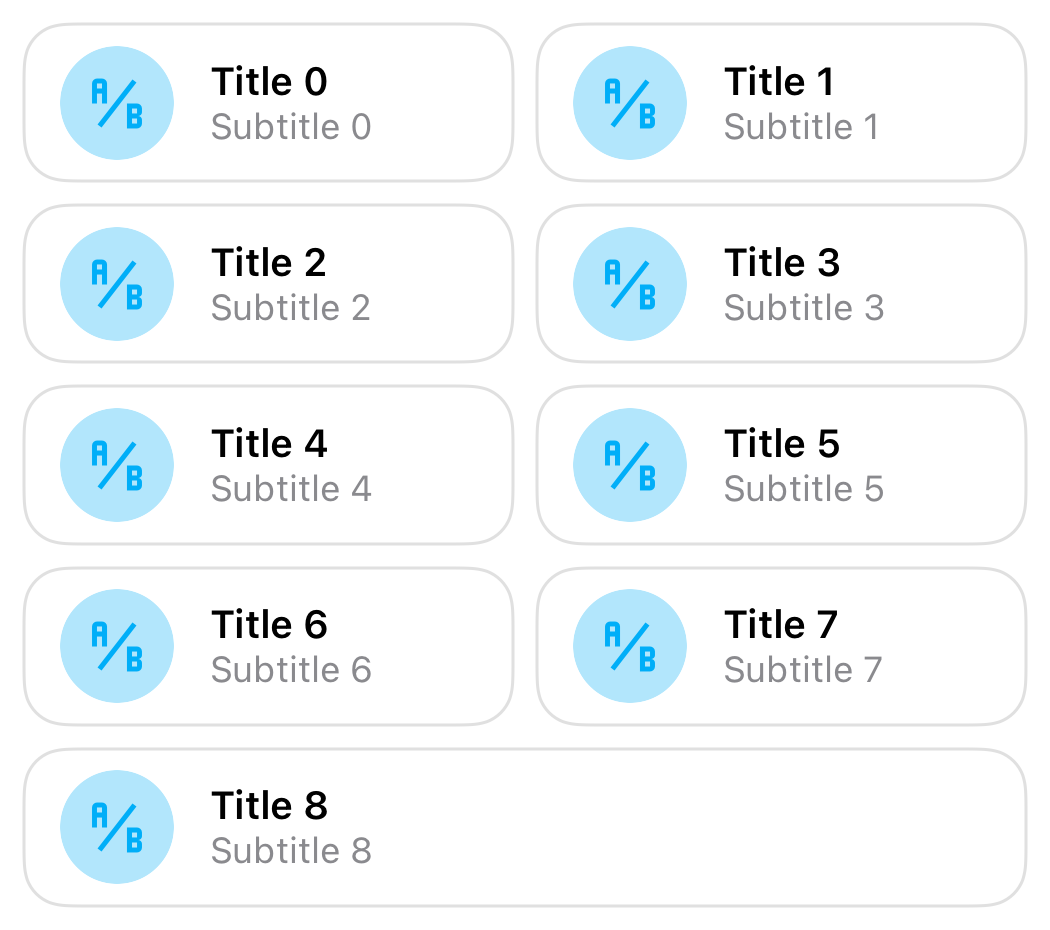 A/B
Title 0
Subtitle 0
A/B
Title 1
Subtitle 1
A/B
Title 2
Subtitle 2
A/B
Title 3
Subtitle 3
A/B
Title 4
Subtitle 4
A/B
Title 5
Subtitle 5
A/B
Title 6
Subtitle 6
A/B
Title 7
Subtitle 7
A/B
Title 8
Subtitle 8